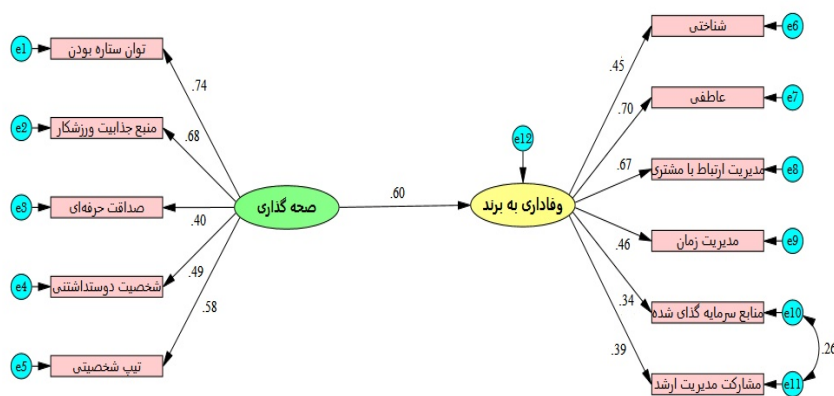 e1
توان ستاره بودن
.74
e2
منبع جذابیت ورزشکار
.68
e3
صداقت حرفه‌ای
.40
e4
شخصیت دوستداشتنی
.49
e5
تیپ شخصیتی
.58
صحه گذاری
.60
e12
وفاداری به برند
شناختی
e6
.45
عاطفی
e7
.70
مدیریت ارتباط با مشتری
e8
.67
مدیریت زمان
e9
.46
منابع سرمایه گذای شده
e10
.34
مشارکت مدیریت ارشد
e11
.39
.26